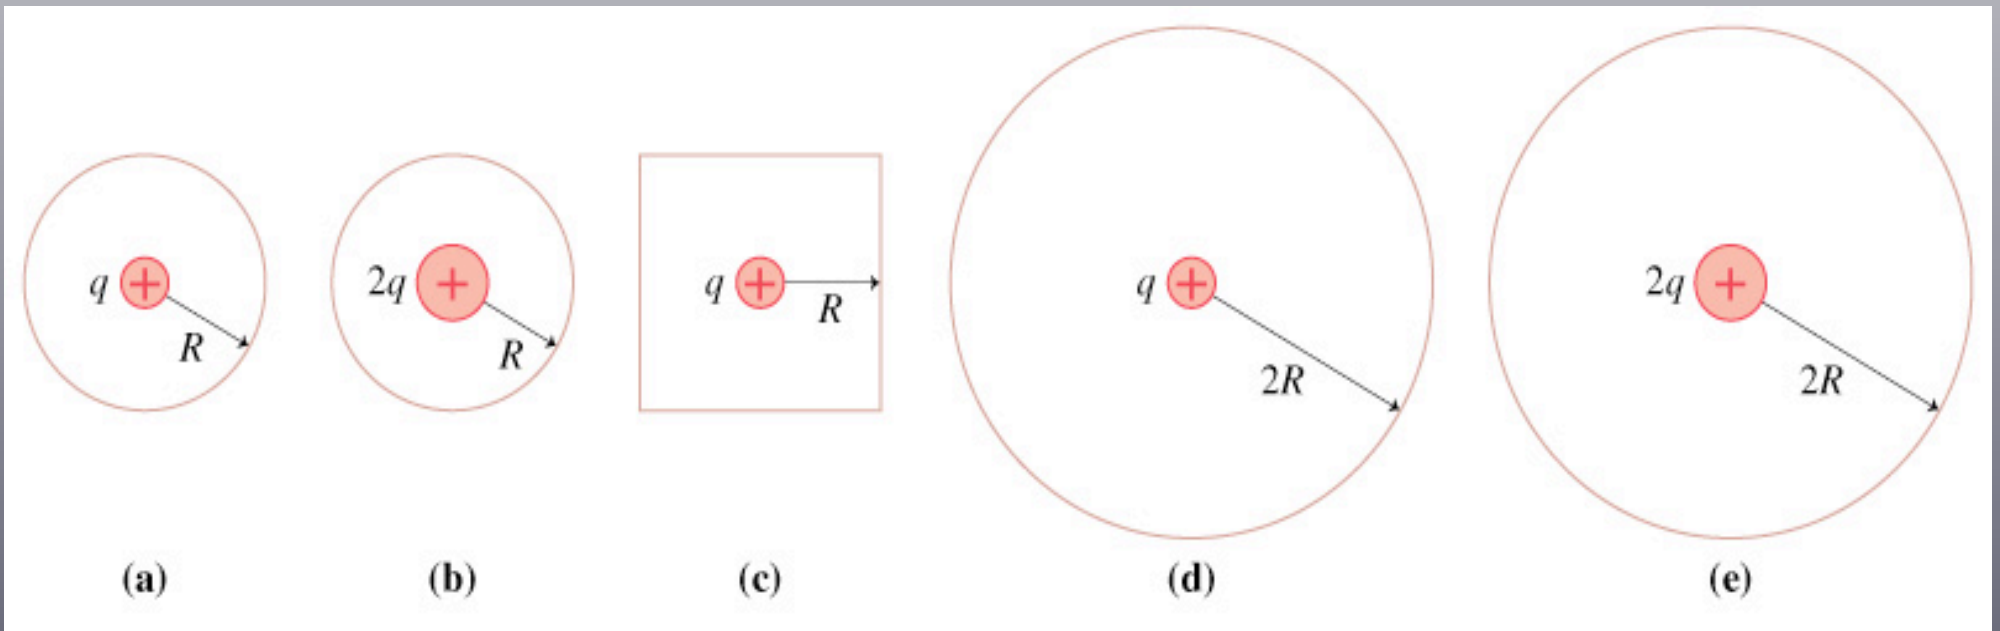 q + R
2q + R
q + R
q + 2R
2q + 2R
(a) (b) (c) (d) (e)